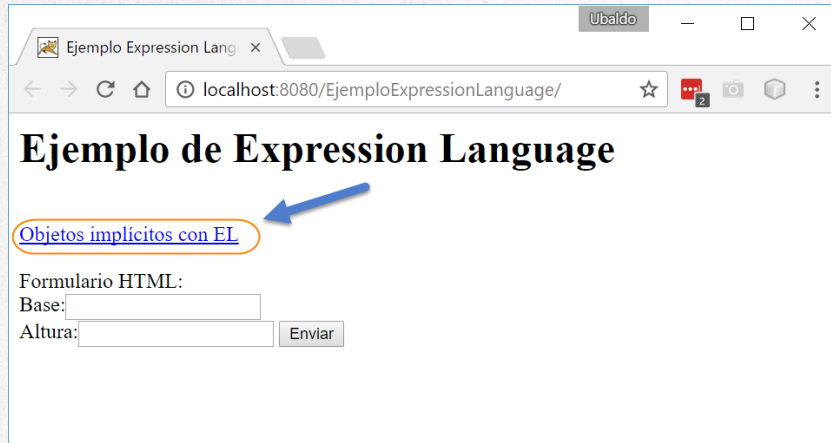 Ubaldo
Ejemplo Expression Lang
localhost:8080/EjemploExpressionLanguage/
2
Ejemplo de Expression Language
Objetos implícitos con EL
Formulario HTML:
Base:
Altura: Enviar